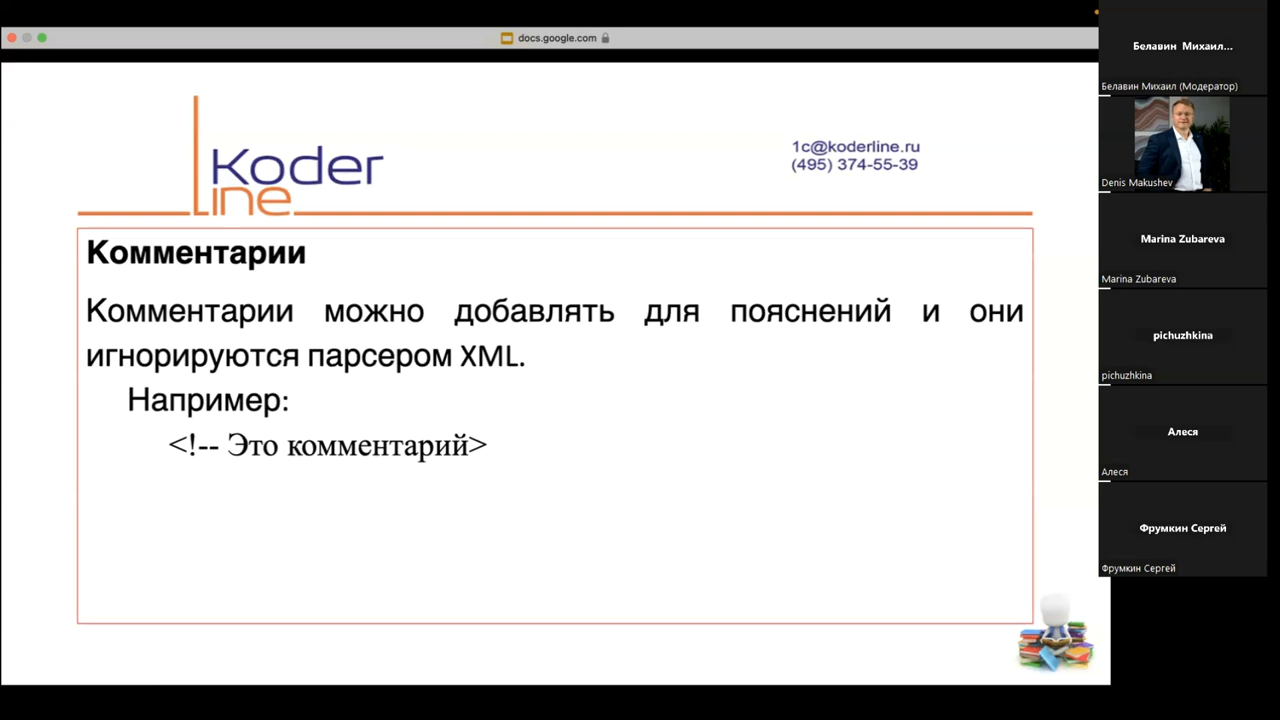 docs.google.com
Koder
Line
1c@koderline.ru
(495) 374-55-39
Комментарии
Комментарии можно добавлять для пояснений и они
игнорируются парсером XML.
Например:
<!-- Это комментарий>
Белавин Михаил...
Белавин Михаил (Модератор)
Denis Makushev
Marina Zubareva
Marina Zubareva
pichuzhkina
pichuzhkina
Алеся
Алеся
Фрумкин Сергей
Фрумкин Сергей